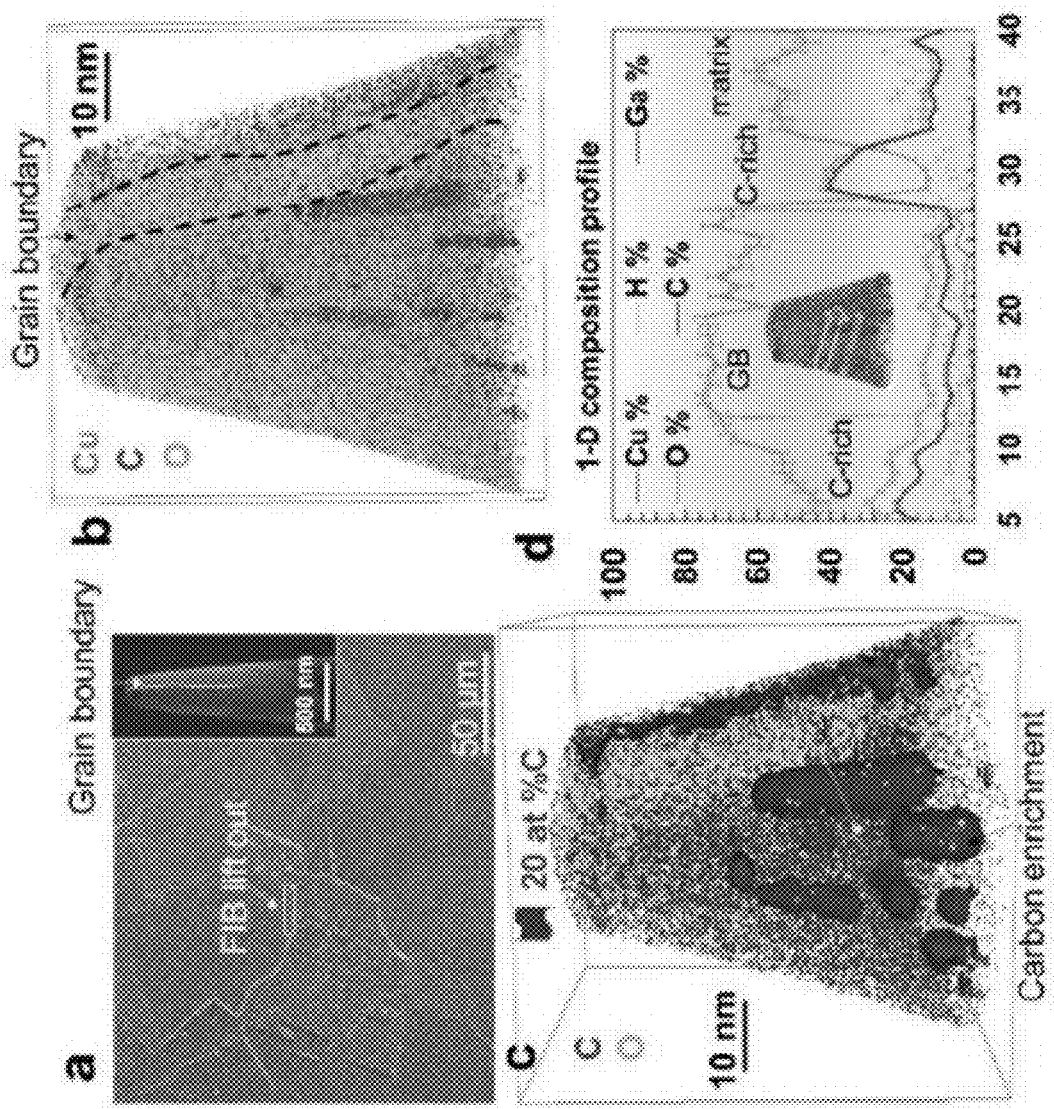 a
Grain boundary
FIB lift out
50 µm
b
Grain boundary
Cu
C
O
10 nm
c
20 at %C
C
O
10 nm
Carbon enrichment
d
1-D composition profile
Cu %
H %
Ga %
O %
C %
C-rich
GB
C-rich
matrix
100
80
60
40
20
0
5
10
15
20
25
30
35
40